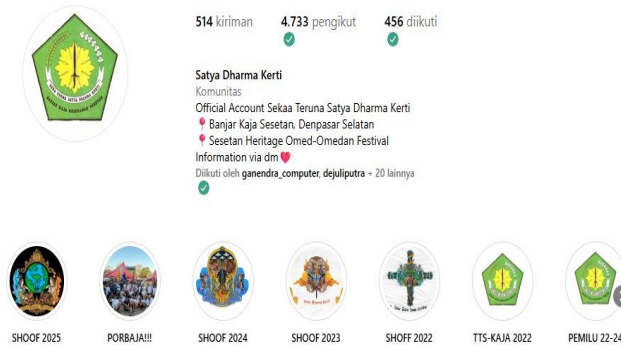 514 kiriman 4.733 pengikut 456 diikuti
Satya Dharma Kerti
Komunitas
Official Account Sekaa Teruna Satya Dharma Kerti
📍 Banjar Kaja Sesetan, Denpasar Selatan
📍 Sesetan Heritage Omed-Omedan Festival
Information via dm❤️
Diikuti oleh ganendra_computer, dejuliputra + 20 lainnya
SHOOF 2025 PORBAJA!!! SHOOF 2024 SHOOF 2023 SHOFF 2022 TTS-KAJA 2022 PEMILU 22-24